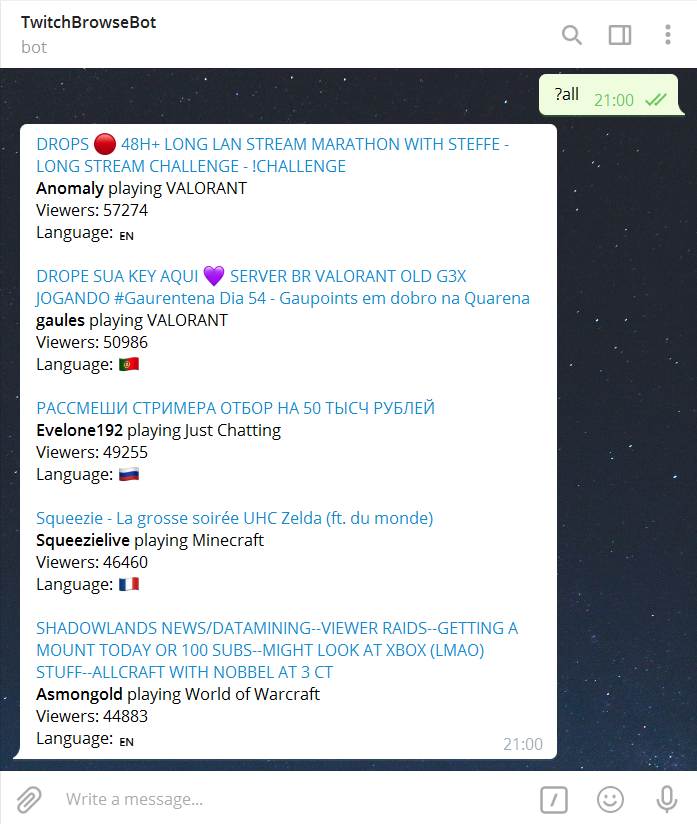 TwitchBrowseBot
bot
?all 21:00
DROPS 🔴 48H+ LONG LAN STREAM MARATHON WITH STEFFE -
LONG STREAM CHALLENGE - !CHALLENGE
Anomaly playing VALORANT
Viewers: 57274
Language: EN
DROPE SUA KEY AQUI 💜 SERVER BR VALORANT OLD G3X
JOGANDO #Gaurentena Dia 54 - Gaupoints em dobro na Quarena
gaules playing VALORANT
Viewers: 50986
Language: 🇵🇹
РАССМЕШИ СТРИМЕРА ОТБОР НА 50 ТЫСЧ РУБЛЕЙ
Evelone192 playing Just Chatting
Viewers: 49255
Language: 🇷🇺
Squeezie - La grosse soirée UHC Zelda (ft. du monde)
Squeezielive playing Minecraft
Viewers: 46460
Language: 🇫🇷
SHADOWLANDS NEWS/DATAMINING--VIEWER RAIDS--GETTING A
MOUNT TODAY OR 100 SUBS--MIGHT LOOK AT XBOX (LMAO)
STUFF--ALLCRAFT WITH NOBBEL AT 3 CT
Asmongold playing World of Warcraft
Viewers: 44883
Language: EN
21:00
Write a message...